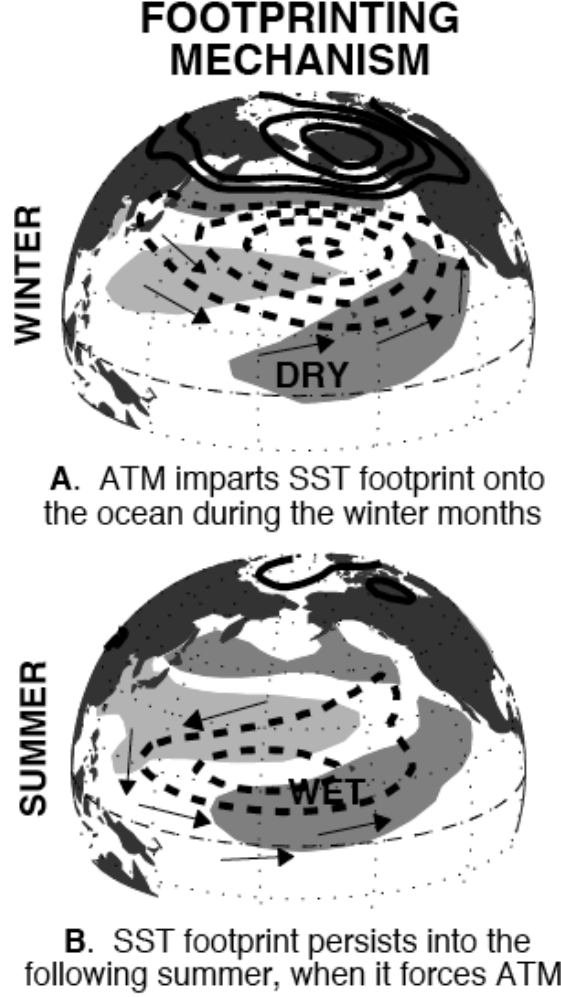 FOOTPRINTING
MECHANISM
WINTER
DRY
A. ATM imparts SST footprint onto
the ocean during the winter months
SUMMER
WET
B. SST footprint persists into the
following summer, when it forces ATM